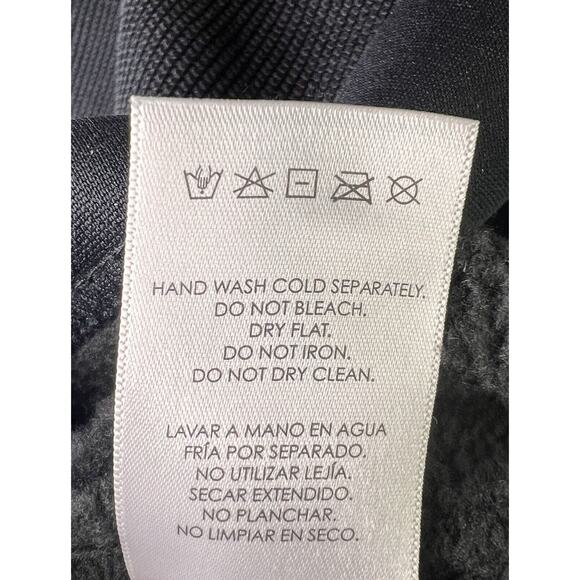 HAND WASH COLD SEPARATELY.
DO NOT BLEACH.
DRY FLAT.
DO NOT IRON.
DO NOT DRY CLEAN.
LAVAR A MANO EN AGUA
FRÍA POR SEPARADO.
NO UTILIZAR LEJÍA.
SECAR EXTENDIDO.
NO PLANCHAR.
NO LIMPIAR EN SECO.